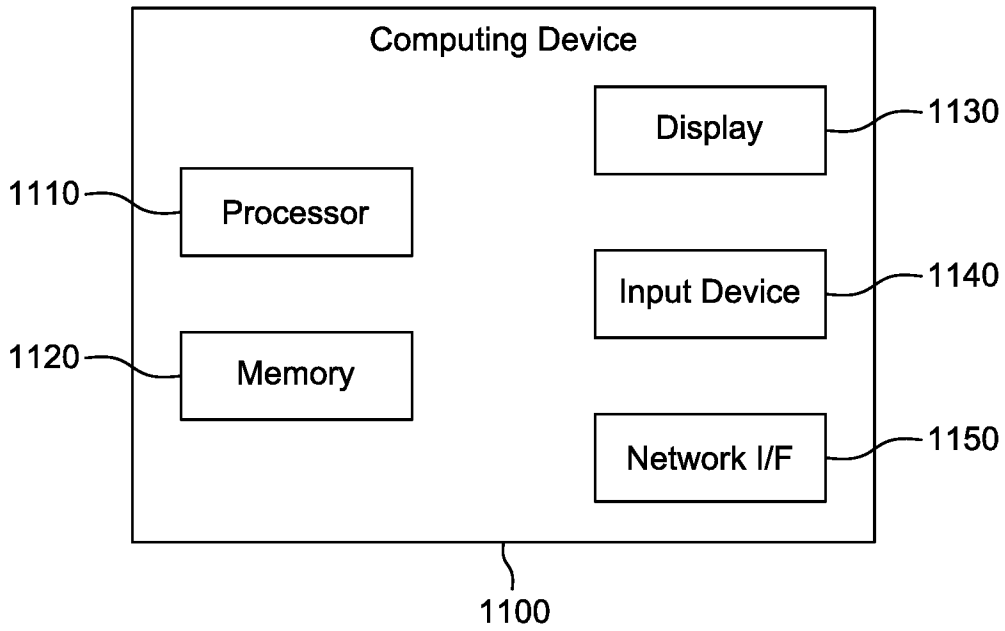 Computing Device
Display
1130
1110
Processor
Input Device
1140
1120
Memory
Network I/F
1150
1100